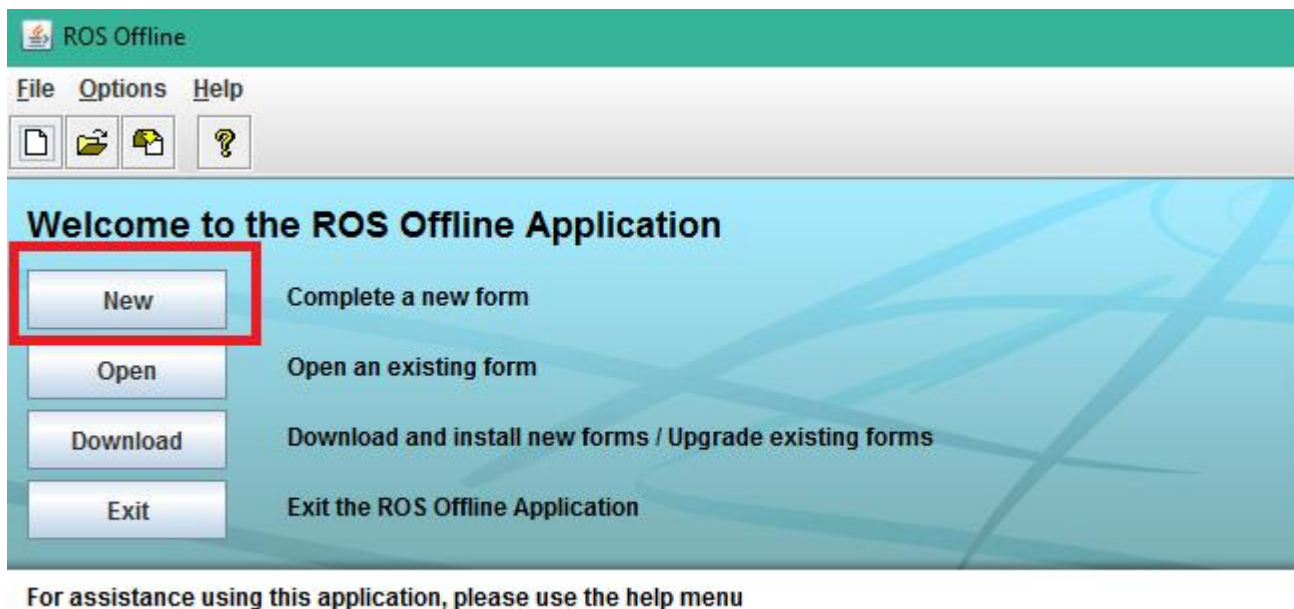 ROS Offline
File Options Help
Welcome to the ROS Offline Application
New Complete a new form
Open Open an existing form
Download Download and install new forms / Upgrade existing forms
Exit Exit the ROS Offline Application
For assistance using this application, please use the help menu